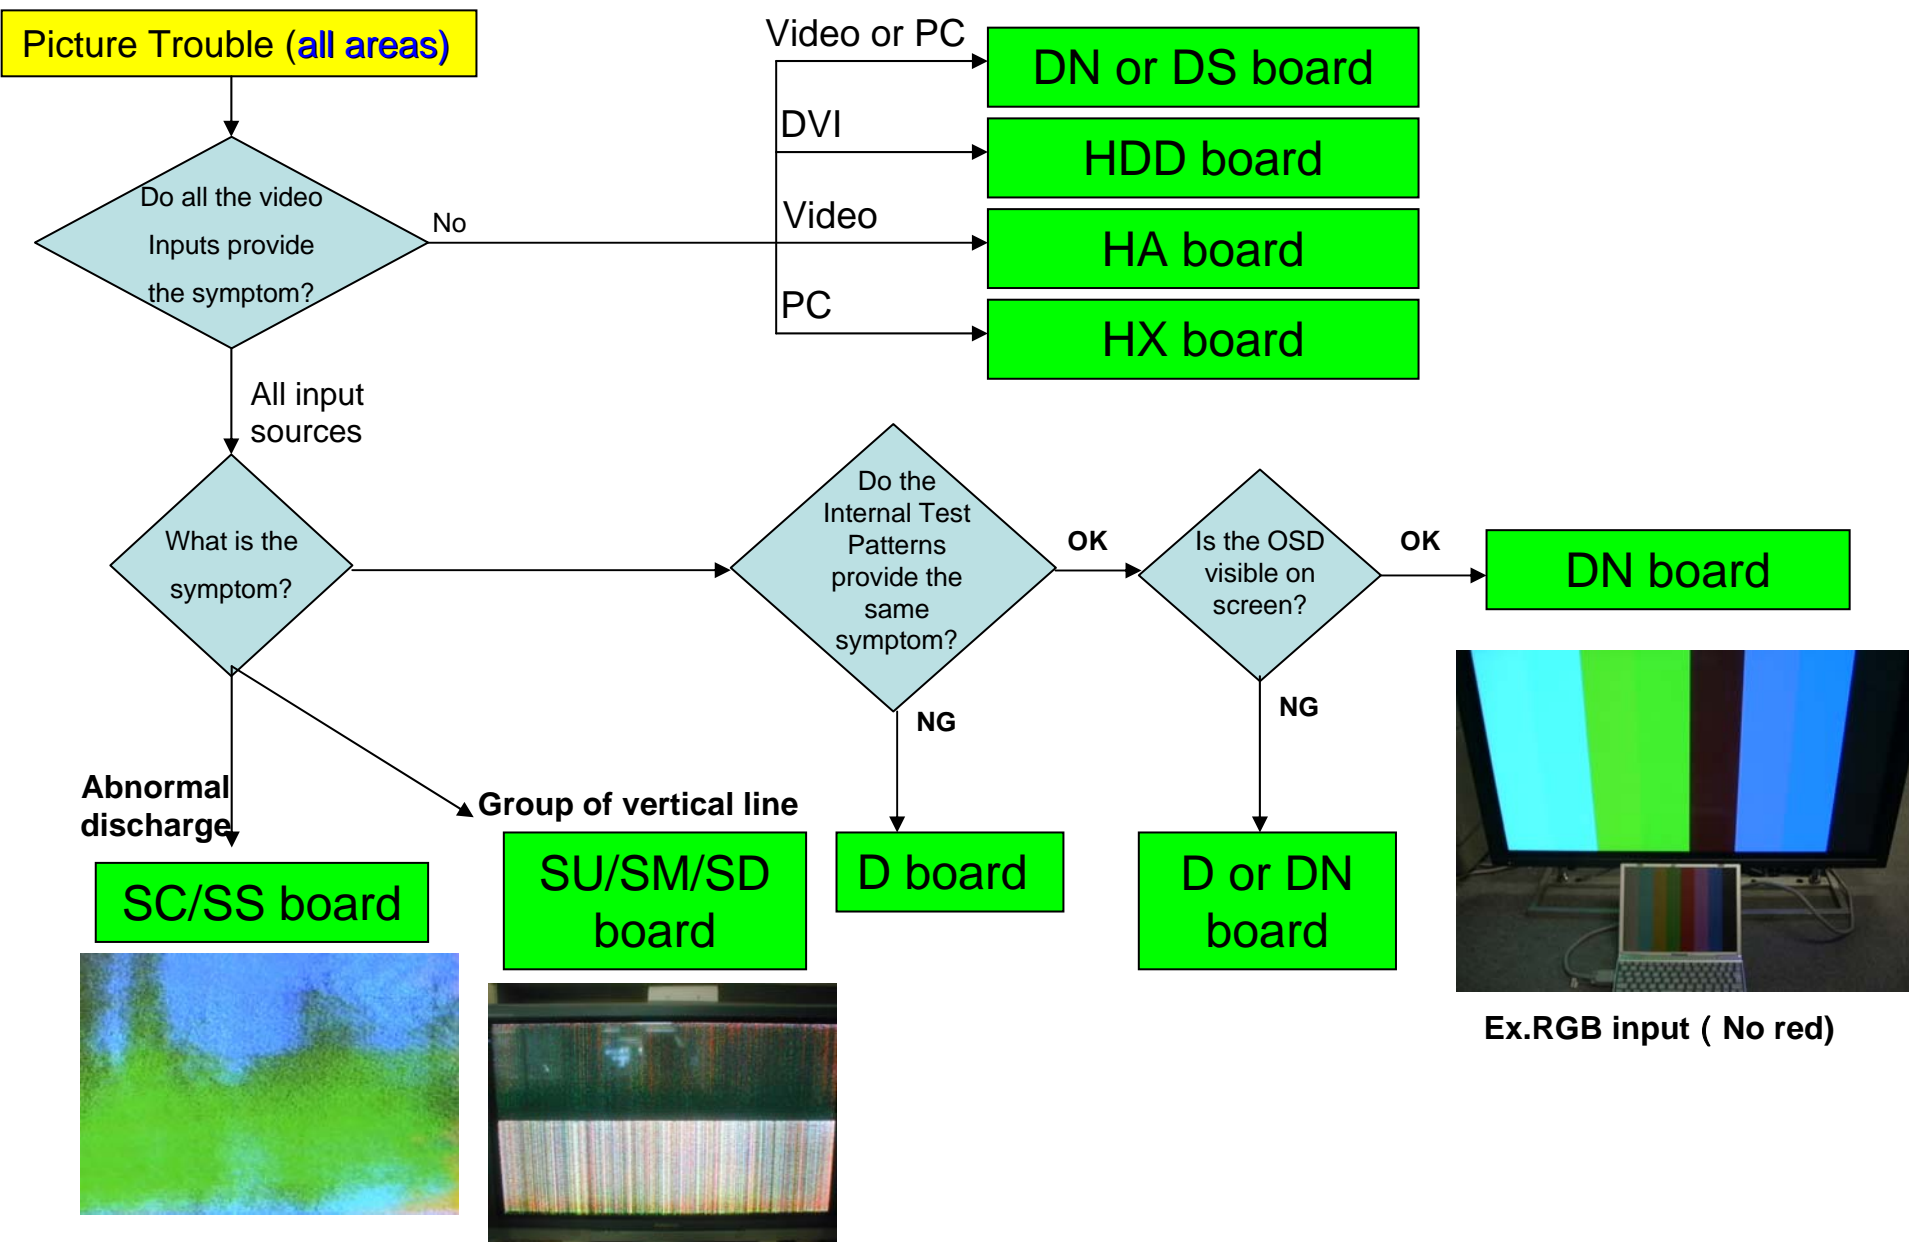 Picture Trouble (all areas)
Video or PC
DN or DS board
DVI
HDD board
Do all the video
Inputs provide
the symptom?
No
Video
HA board
PC
HX board
All input
sources
What is the
symptom?
Do the
Internal Test
Patterns
provide the
same
symptom?
OK
Is the OSD
visible on
screen?
OK
DN board
NG
NG
Abnormal
discharge
Group of vertical line
SC/SS board
SU/SM/SD
board
D board
D or DN
board
Ex.RGB input ( No red)